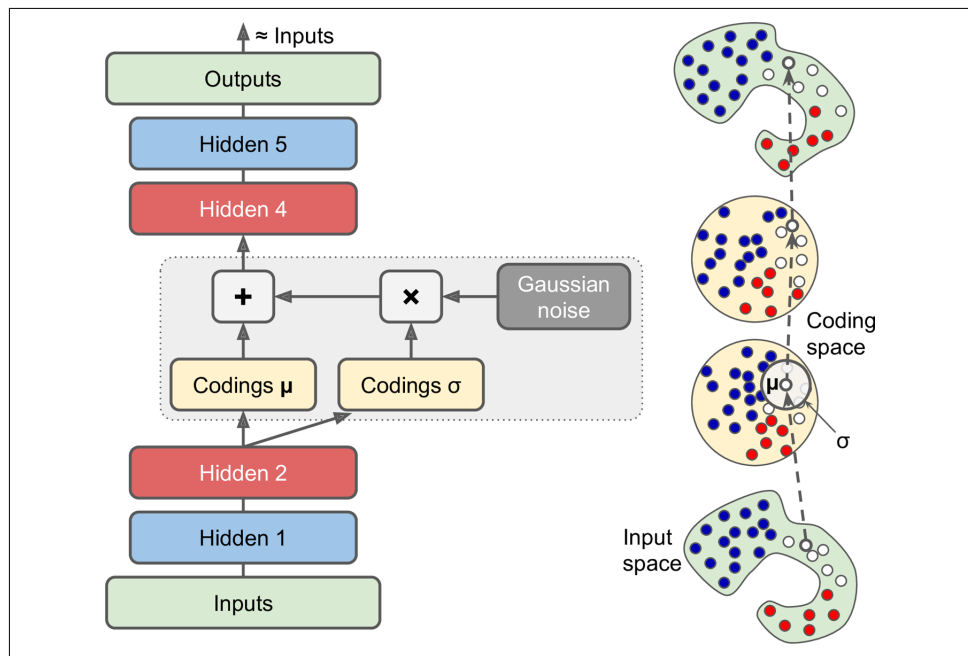 ≈ Inputs
Outputs
Hidden 5
Hidden 4
+
×
Gaussian
noise
Codings μ
Codings σ
Hidden 2
Hidden 1
Inputs
Coding
space
μ
σ
Input
space